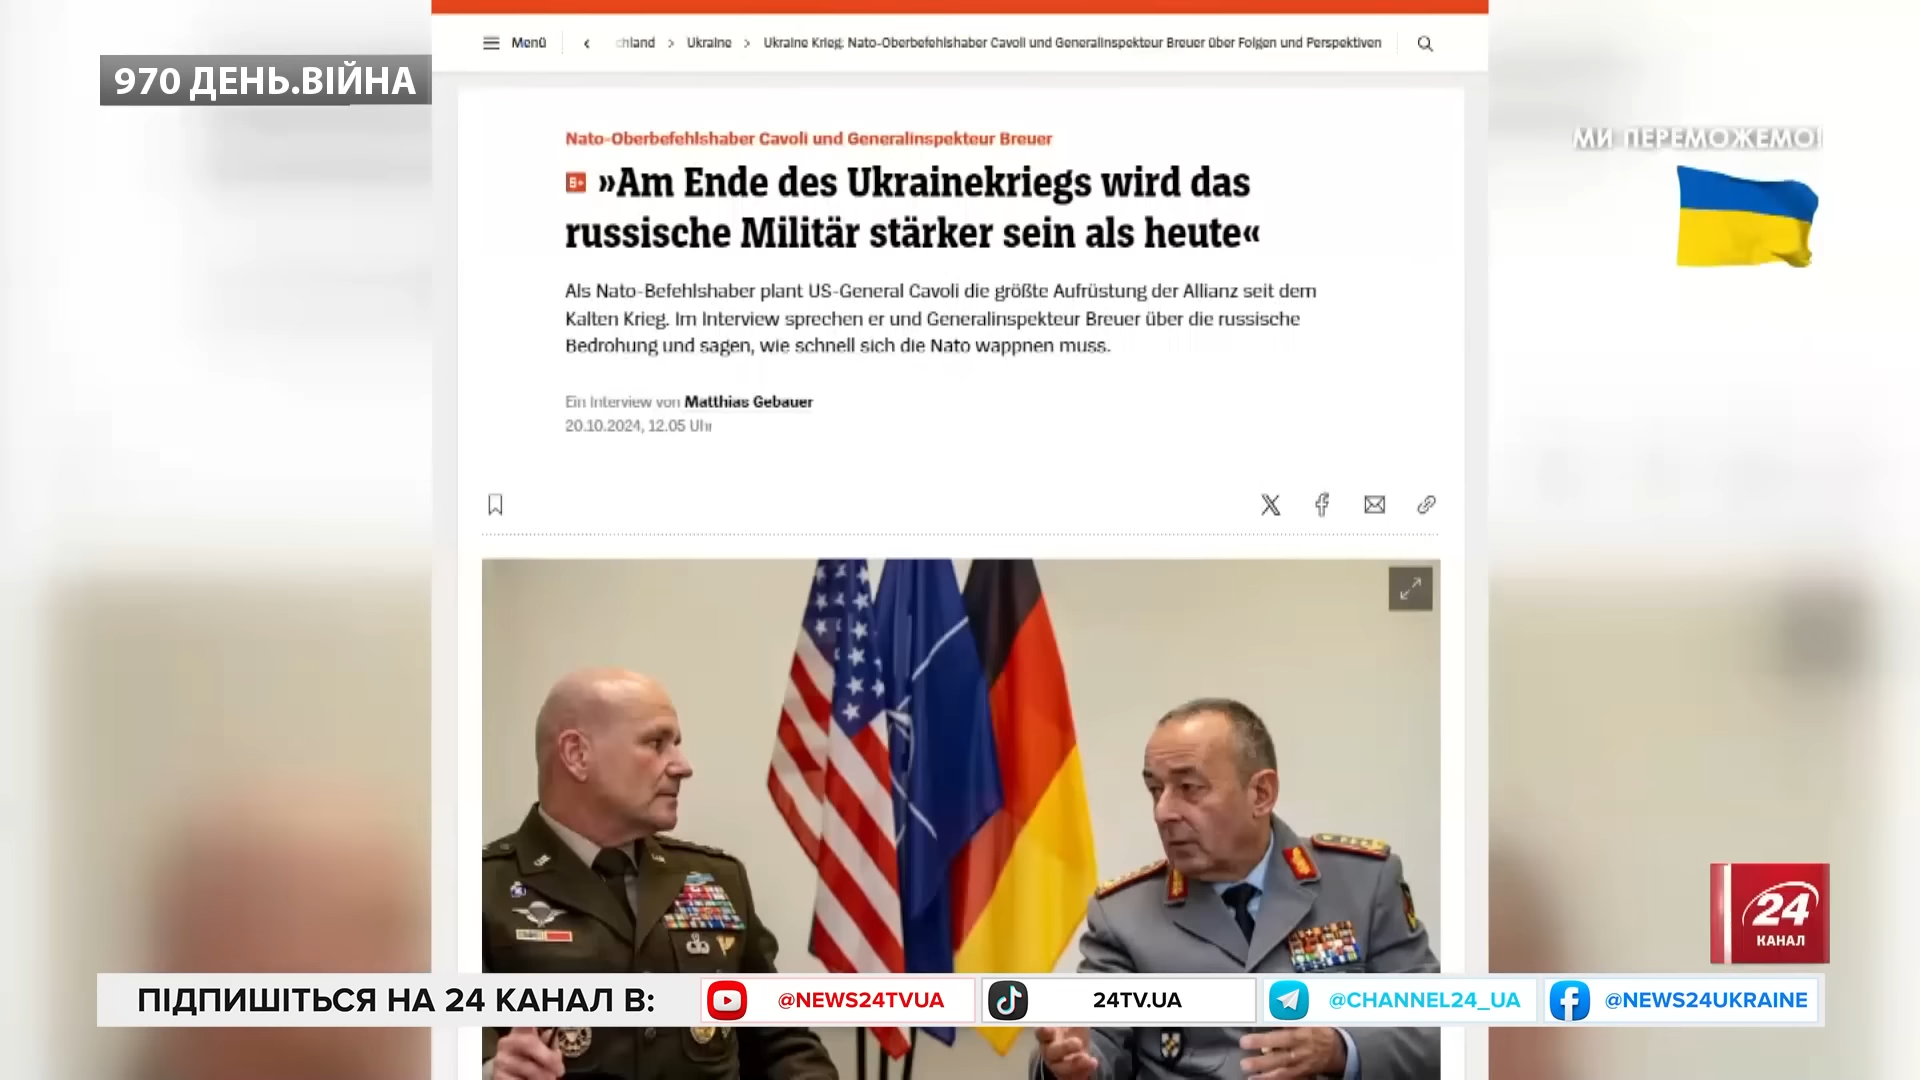 Menü
chland > Ukraine > Ukraine Krieg: Nato-Oberbefehlshaber Cavoli und Generalinspekteur Breuer über Folgen und Perspektiven
970 ДЕНЬ.ВІЙНА
МИ ПЕРЕМОЖЕМО!
Nato-Oberbefehlshaber Cavoli und Generalinspekteur Breuer
S+ »Am Ende des Ukrainekriegs wird das
russische Militär stärker sein als heute«
Als Nato-Befehlshaber plant US-General Cavoli die größte Aufrüstung der Allianz seit dem
Kalten Krieg. Im Interview sprechen er und Generalinspekteur Breuer über die russische
Bedrohung und sagen, wie schnell sich die Nato wappnen muss.
Ein Interview von Matthias Gebauer
20.10.2024, 12.05 Uhr
24
КАНАЛ
ПІДПИШІТЬСЯ НА 24 КАНАЛ В: @NEWS24TVUA 24TV.UA @CHANNEL24_UA @NEWS24UKRAINE